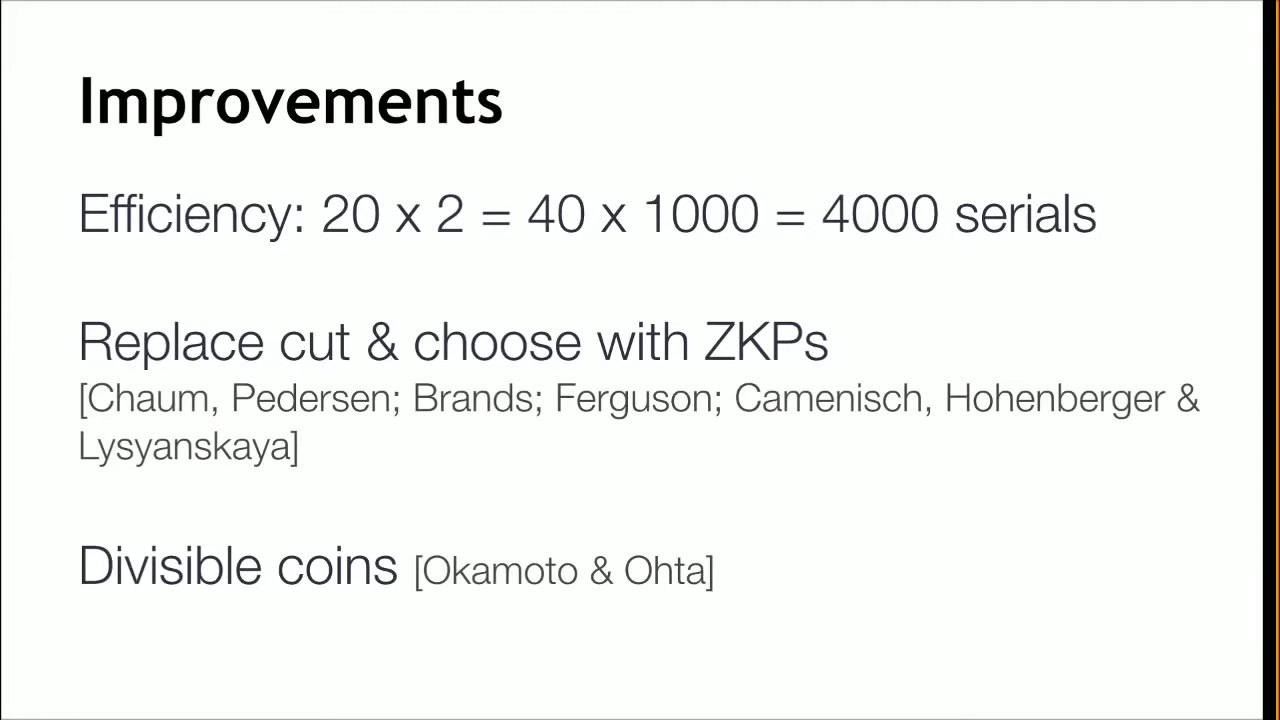 Improvements
Efficiency: 20 x 2 = 40 x 1000 = 4000 serials
Replace cut & choose with ZKPs
[Chaum, Pedersen; Brands; Ferguson; Camenisch, Hohenberger &
Lysyanskaya]
Divisible coins [Okamoto & Ohta]